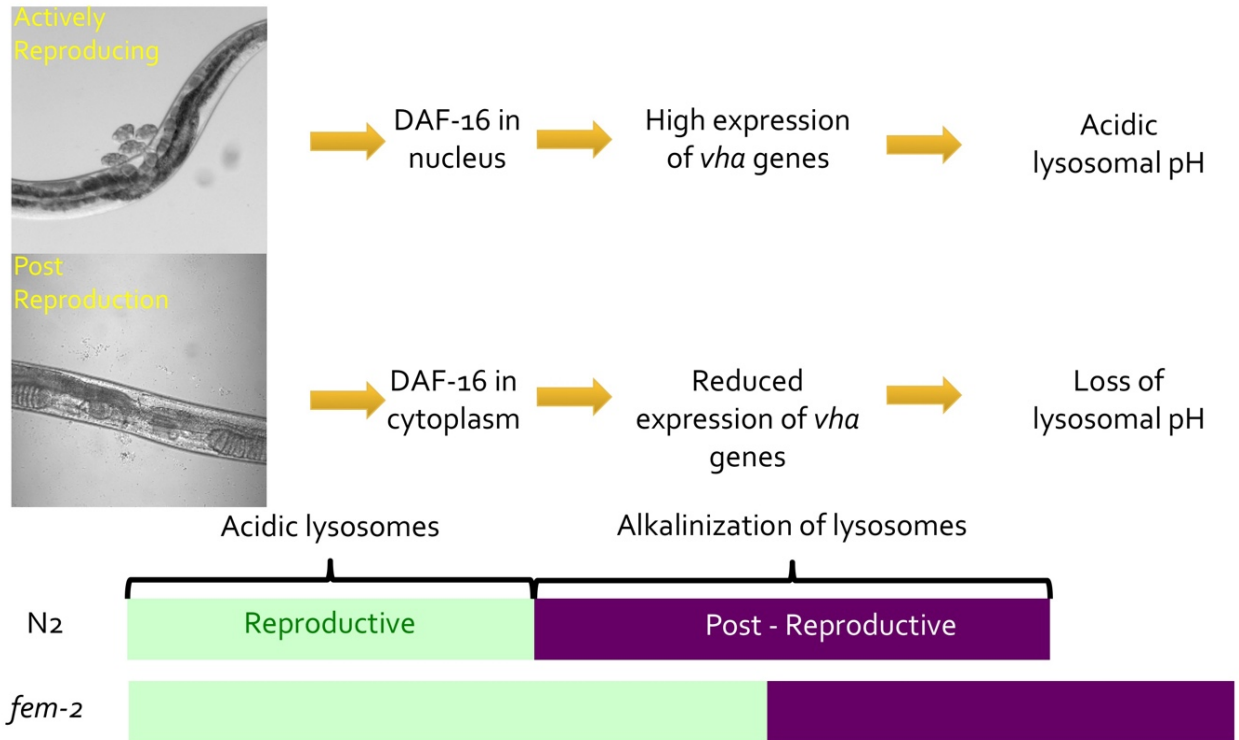 Actively
Reproducing
DAF-16 in
nucleus
High expression
of vha genes
Acidic
lysosomal pH
Post
Reproduction
DAF-16 in
cytoplasm
Reduced
expression of vha
genes
Loss of
lysosomal pH
Acidic lysosomes
Alkalinization of lysosomes
N2
Reproductive
Post - Reproductive
fem-2